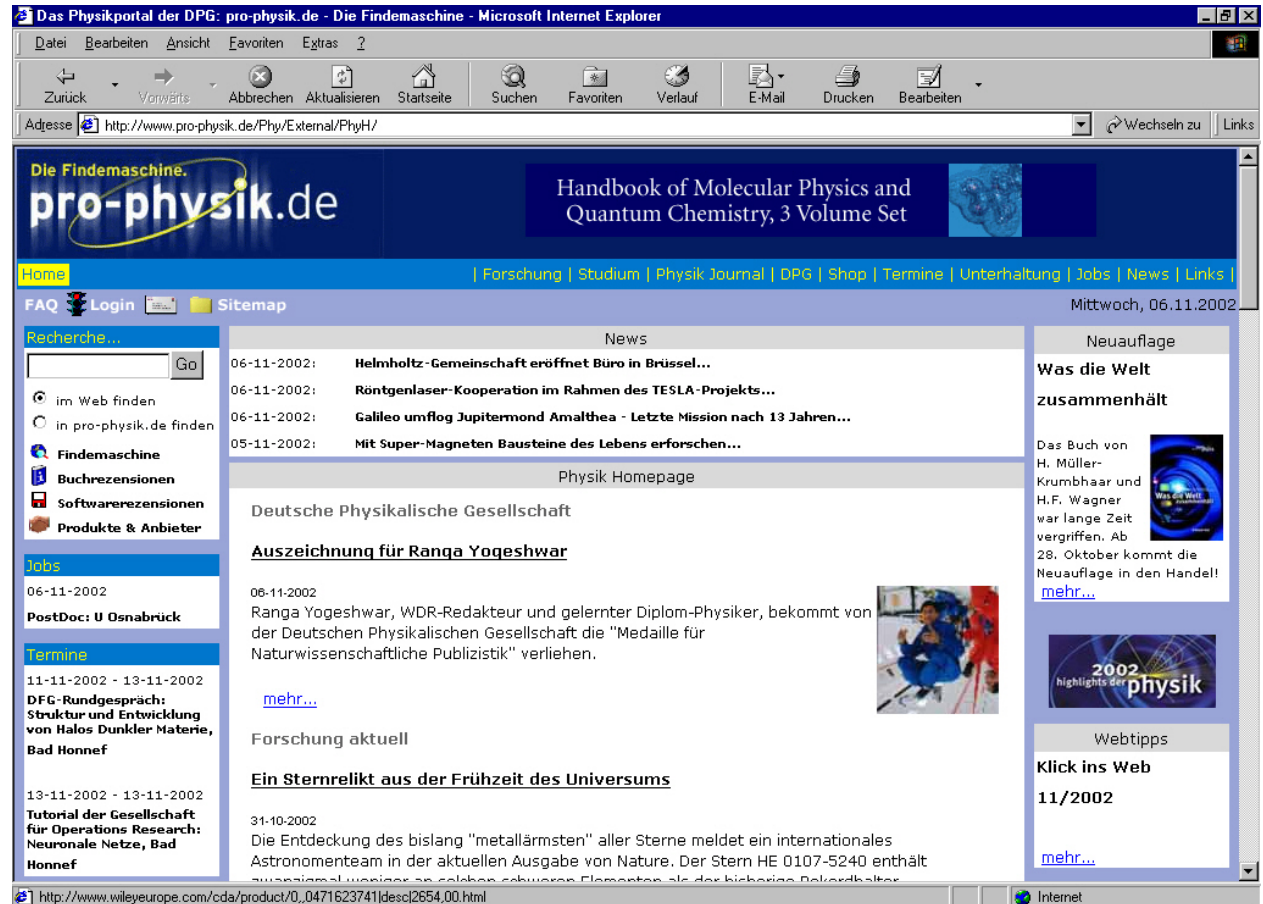 Das Physikportal der DPG: pro-physik.de - Die Findemaschine - Microsoft Internet Explorer
Datei Bearbeiten Ansicht Favoriten Extras ?
Zurück Vorwärts Abbrechen Aktualisieren Startseite Suchen Favoriten Verlauf E-Mail Drucken Bearbeiten
Adresse http://www.pro-physik.de/Phy/External/PhyH/ Wechseln zu Links
Die Findemaschine.
pro-physik.de
Handbook of Molecular Physics and
Quantum Chemistry, 3 Volume Set
Home | Forschung | Studium | Physik Journal | DPG | Shop | Termine | Unterhaltung | Jobs | News | Links |
FAQ Login Sitemap Mittwoch, 06.11.2002
Recherche...
Go
im Web finden
in pro-physik.de finden
Findemaschine
Buchrezensionen
Softwarerezensionen
Produkte & Anbieter
Jobs
06-11-2002
PostDoc: U Osnabrück
Termine
11-11-2002 - 13-11-2002
DFG-Rundgespräch:
Struktur und Entwicklung
von Halos Dunkler Materie,
Bad Honnef
13-11-2002 - 13-11-2002
Tutorial der Gesellschaft
für Operations Research:
Neuronale Netze, Bad
Honnef
News
06-11-2002: Helmholtz-Gemeinschaft eröffnet Büro in Brüssel...
06-11-2002: Röntgenlaser-Kooperation im Rahmen des TESLA-Projekts...
06-11-2002: Galileo umflog Jupitermond Amalthea - Letzte Mission nach 13 Jahren...
05-11-2002: Mit Super-Magneten Bausteine des Lebens erforschen...
Physik Homepage
Deutsche Physikalische Gesellschaft
Auszeichnung für Ranga Yogeshwar
06-11-2002
Ranga Yogeshwar, WDR-Redakteur und gelernter Diplom-Physiker, bekommt von
der Deutschen Physikalischen Gesellschaft die "Medaille für
Naturwissenschaftliche Publizistik" verliehen.
mehr...
Forschung aktuell
Ein Sternrelikt aus der Frühzeit des Universums
31-10-2002
Die Entdeckung des bislang "metallärmsten" aller Sterne meldet ein internationales
Astronomenteam in der aktuellen Ausgabe von Nature. Der Stern HE 0107-5240 enthält
zwanzigmal weniger an solchen schweren Elementen als der bisherige Rekordhalter
Neuauflage
Was die Welt
zusammenhält
Das Buch von
H. Müller-
Krumbhaar und
H.F. Wagner
war lange Zeit
vergriffen. Ab
28. Oktober kommt die
Neuauflage in den Handel!
mehr...
Was die Welt
2002
highlights der physik
Webtipps
Klick ins Web
11/2002
mehr...
http://www.wileyeurope.com/cda/product/0,,0471623741|desc|2654,00.html Internet